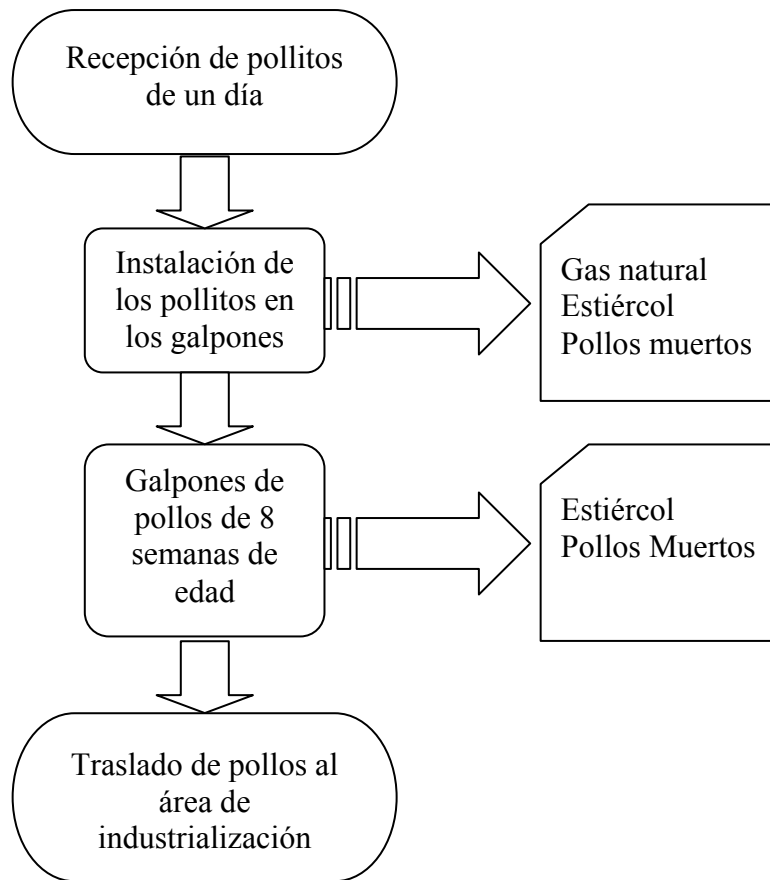 Recepción de pollitos
de un día
Instalación de
los pollitos en
los galpones
Gas natural
Estiércol
Pollos muertos
Galpones de
pollos de 8
semanas de
edad
Estiércol
Pollos Muertos
Traslado de pollos al
área de
industrialización